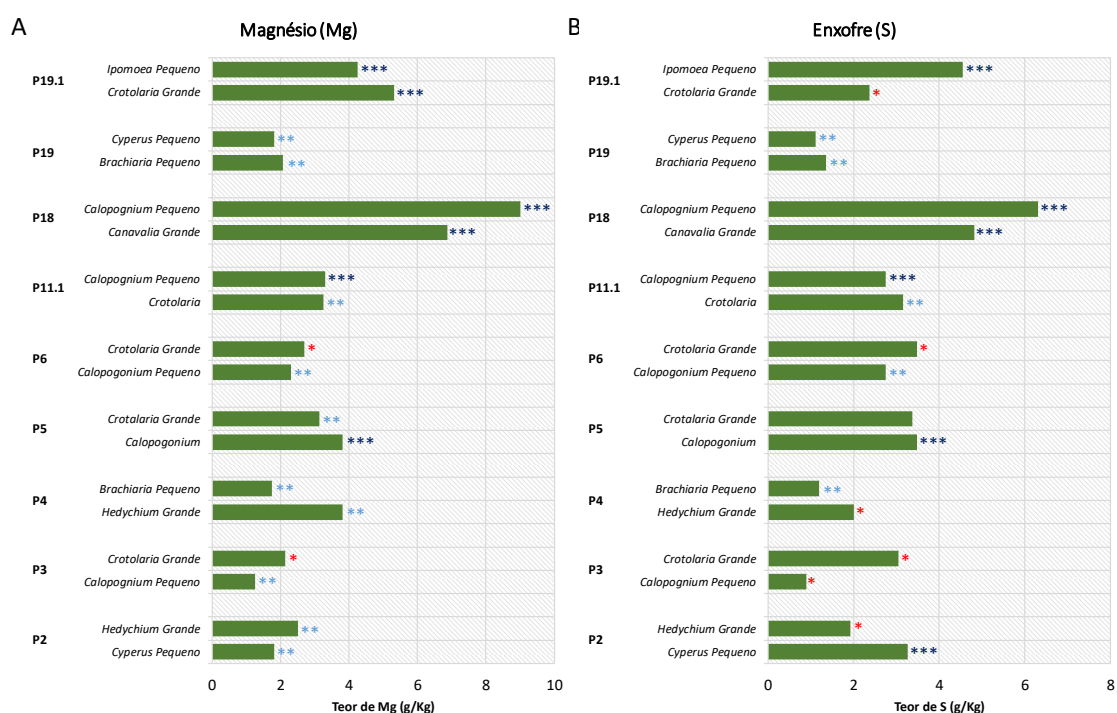 A
Magnésio (Mg)
P19.1
Ipomoea Pequeno
***
Crotolaria Grande
***
P19
Cyperus Pequeno
**
Brachiaria Pequeno
**
P18
Calopognium Pequeno
***
Canavalia Grande
***
P11.1
Calopognium Pequeno
***
Crotolaria
**
P6
Crotolaria Grande
*
Calopogonium Pequeno
**
P5
Crotalaria Grande
**
Calopogonium
***
P4
Brachiaria Pequeno
**
Hedychium Grande
**
P3
Crotolaria Grande
*
Calopognium Pequeno
**
P2
Hedychium Grande
**
Cyperus Pequeno
**
0 2 4 6 8 10
Teor de Mg (g/Kg)
B
Enxofre (S)
P19.1
Ipomoea Pequeno
***
Crotolaria Grande
*
P19
Cyperus Pequeno
**
Brachiaria Pequeno
**
P18
Calopognium Pequeno
***
Canavalia Grande
***
P11.1
Calopognium Pequeno
***
Crotolaria
**
P6
Crotolaria Grande
*
Calopogonium Pequeno
**
P5
Crotalaria Grande
Calopogonium
***
P4
Brachiaria Pequeno
**
Hedychium Grande
*
P3
Crotolaria Grande
*
Calopognium Pequeno
*
P2
Hedychium Grande
*
Cyperus Pequeno
***
0 2 4 6 8
Teor de S (g/Kg)